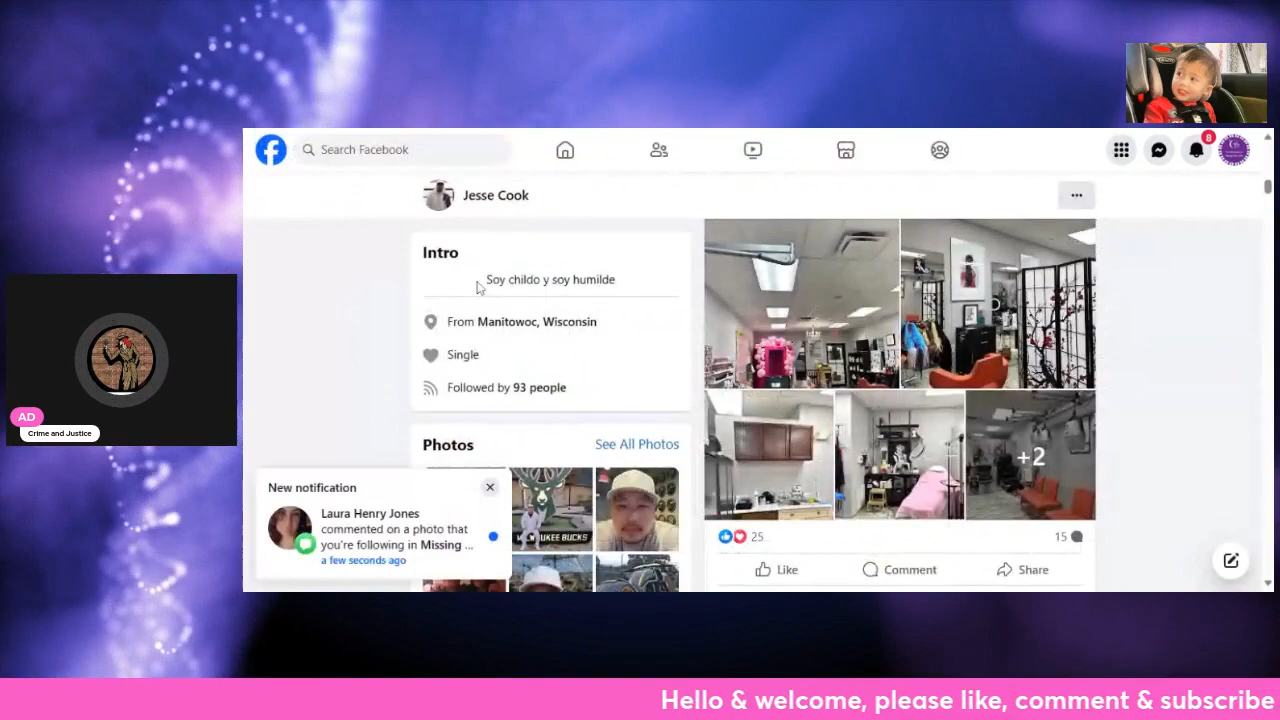 Search Facebook
8
Jesse Cook
Intro
Soy childo y soy humilde
From Manitowoc, Wisconsin
Single
Followed by 93 people
Photos
See All Photos
New notification
Laura Henry Jones
commented on a photo that
you're following in Missing ...
a few seconds ago
MILWAUKEE BUCKS
+2
25
15
Like
Comment
Share
AD
Crime and Justice
Hello & welcome, please like, comment & subscribe